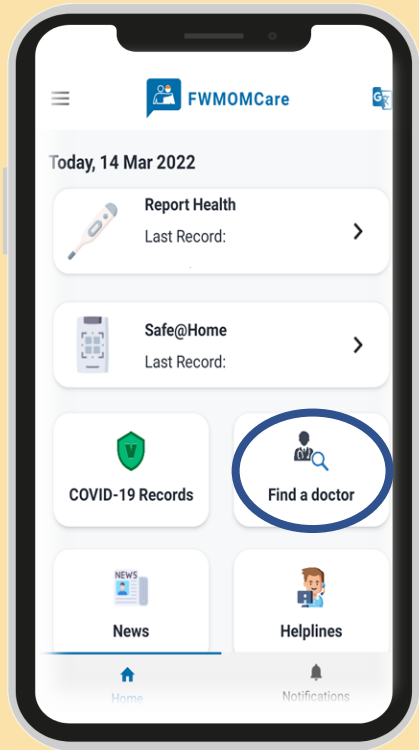 FWMOMCare
Today, 14 Mar 2022
Report Health
Last Record:
Safe@Home
Last Record:
V
COVID-19 Records
Find a doctor
NEWS
News
Helplines
Home
Notifications